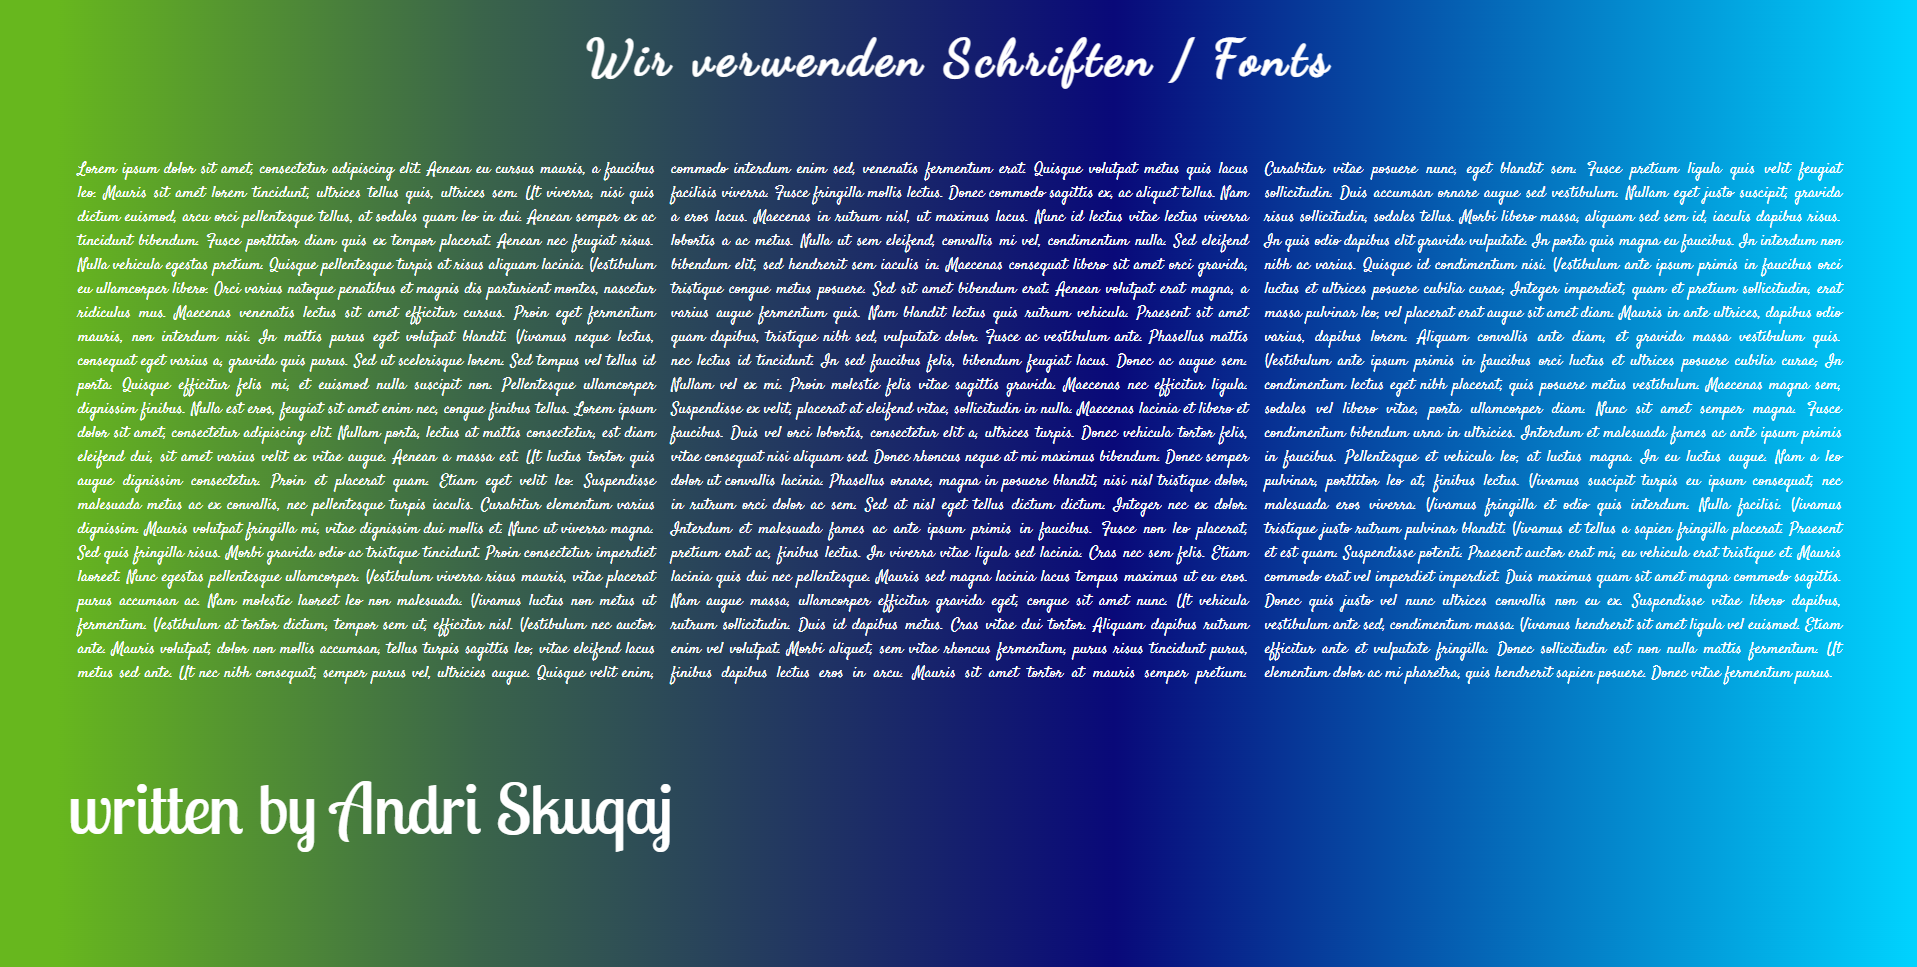 Wir verwenden Schriften / Fonts
Lorem ipsum dolor sit amet, consectetur adipiscing elit. Aenean eu cursus mauris, a faucibus
leo. Mauris sit amet lorem tincidunt, ultrices tellus quis, ultrices sem. Ut viverra, nisi quis
dictum euismod, arcu orci pellentesque tellus, at sodales quam leo in dui. Aenean semper ex ac
tincidunt bibendum. Fusce porttitor diam quis ex tempor placerat. Aenean nec feugiat risus.
Nulla vehicula egestas pretium. Quisque pellentesque turpis at risus aliquam lacinia. Vestibulum
eu ullamcorper libero. Orci varius natoque penatibus et magnis dis parturient montes, nascetur
ridiculus mus. Maecenas venenatis lectus sit amet efficitur cursus. Proin eget fermentum
mauris, non interdum nisi. In mattis purus eget volutpat blandit. Vivamus neque lectus,
consequat eget varius a, gravida quis purus. Sed ut scelerisque lorem. Sed tempus vel tellus id
porta. Quisque efficitur felis mi, et euismod nulla suscipit non. Pellentesque ullamcorper
dignissim finibus. Nulla est eros, feugiat sit amet enim nec, congue finibus tellus. Lorem ipsum
dolor sit amet, consectetur adipiscing elit. Nullam porta, lectus at mattis consectetur, est diam
eleifend dui, sit amet varius velit ex vitae augue. Aenean a massa est. Ut luctus tortor quis
augue dignissim consectetur. Proin et placerat quam. Etiam eget velit leo. Suspendisse
malesuada metus ac ex convallis, nec pellentesque turpis iaculis. Curabitur elementum varius
dignissim. Mauris volutpat fringilla mi, vitae dignissim dui mollis et. Nunc ut viverra magna.
Sed quis fringilla risus. Morbi gravida odio ac tristique tincidunt. Proin consectetur imperdiet
laoreet. Nunc egestas pellentesque ullamcorper. Vestibulum viverra risus mauris, vitae placerat
purus accumsan ac. Nam molestie laoreet leo non malesuada. Vivamus luctus non metus ut
fermentum. Vestibulum at tortor dictum, tempor sem ut, efficitur nisl. Vestibulum nec auctor
ante. Mauris volutpat, dolor non mollis accumsan, tellus turpis sagittis leo, vitae eleifend lacus
metus sed ante. Ut nec nibh consequat, semper purus vel, ultricies augue. Quisque velit enim,
commodo interdum enim sed, venenatis fermentum erat. Quisque volutpat metus quis lacus
facilisis viverra. Fusce fringilla mollis lectus. Donec commodo sagittis ex, ac aliquet tellus. Nam
a eros lacus. Maecenas in rutrum nisl, ut maximus lacus. Nunc id lectus vitae lectus viverra
lobortis a ac metus. Nulla ut sem eleifend, convallis mi vel, condimentum nulla. Sed eleifend
bibendum elit, sed hendrerit sem iaculis in. Maecenas consequat libero sit amet orci gravida,
tristique congue metus posuere. Sed sit amet bibendum erat. Aenean volutpat erat magna, a
varius augue fermentum quis. Nam blandit lectus quis rutrum vehicula. Praesent sit amet
quam dapibus, tristique nibh sed, vulputate dolor. Fusce ac vestibulum ante. Phasellus mattis
nec lectus id tincidunt. In sed faucibus felis, bibendum feugiat lacus. Donec ac augue sem.
Nullam vel ex mi. Proin molestie felis vitae sagittis gravida. Maecenas nec efficitur ligula.
Suspendisse ex velit, placerat at eleifend vitae, sollicitudin in nulla. Maecenas lacinia et libero et
faucibus. Duis vel orci lobortis, consectetur elit a, ultrices turpis. Donec vehicula tortor felis,
vitae consequat nisi aliquam sed. Donec rhoncus neque at mi maximus bibendum. Donec semper
dolor ut convallis lacinia. Phasellus ornare, magna in posuere blandit, nisi nisl tristique dolor,
in rutrum orci dolor ac sem. Sed at nisl eget tellus dictum dictum. Integer nec ex dolor.
Interdum et malesuada fames ac ante ipsum primis in faucibus. Fusce non leo placerat,
pretium erat ac, finibus lectus. In viverra vitae ligula sed lacinia. Cras nec sem felis. Etiam
lacinia quis dui nec pellentesque. Mauris sed magna lacinia lacus tempus maximus ut eu eros.
Nam augue massa, ullamcorper efficitur gravida eget, congue sit amet nunc. Ut vehicula
rutrum sollicitudin. Duis id dapibus metus. Cras vitae dui tortor. Aliquam dapibus rutrum
enim vel volutpat. Morbi aliquet, sem vitae rhoncus fermentum, purus risus tincidunt purus,
finibus dapibus lectus eros in arcu. Mauris sit amet tortor at mauris semper pretium.
Curabitur vitae posuere nunc, eget blandit sem. Fusce pretium ligula quis velit feugiat
sollicitudin. Duis accumsan ornare augue sed vestibulum. Nullam eget justo suscipit, gravida
risus sollicitudin, sodales tellus. Morbi libero massa, aliquam sed sem id, iaculis dapibus risus.
In quis odio dapibus elit gravida vulputate. In porta quis magna eu faucibus. In interdum non
nibh ac varius. Quisque id condimentum nisi. Vestibulum ante ipsum primis in faucibus orci
luctus et ultrices posuere cubilia curae; Integer imperdiet, quam et pretium sollicitudin, erat
massa pulvinar leo, vel placerat erat augue sit amet diam. Mauris in ante ultrices, dapibus odio
varius, dapibus lorem. Aliquam convallis ante diam, et gravida massa vestibulum quis.
Vestibulum ante ipsum primis in faucibus orci luctus et ultrices posuere cubilia curae; In
condimentum lectus eget nibh placerat, quis posuere metus vestibulum. Maecenas magna sem,
sodales vel libero vitae, porta ullamcorper diam. Nunc sit amet semper magna. Fusce
condimentum bibendum urna in ultricies. Interdum et malesuada fames ac ante ipsum primis
in faucibus. Pellentesque et vehicula leo, at luctus magna. In eu luctus augue. Nam a leo
pulvinar, porttitor leo at, finibus lectus. Vivamus suscipit turpis eu ipsum consequat, nec
malesuada eros viverra. Vivamus fringilla et odio quis interdum. Nulla facilisi. Vivamus
tristique justo rutrum pulvinar blandit. Vivamus et tellus a sapien fringilla placerat. Praesent
et est quam. Suspendisse potenti. Praesent auctor erat mi, eu vehicula erat tristique et. Mauris
commodo erat vel imperdiet imperdiet. Duis maximus quam sit amet magna commodo sagittis.
Donec quis justo vel nunc ultrices convallis non eu ex. Suspendisse vitae libero dapibus,
vestibulum ante sed, condimentum massa. Vivamus hendrerit sit amet ligula vel euismod. Etiam
efficitur ante et vulputate fringilla. Donec sollicitudin est non nulla mattis fermentum. Ut
elementum dolor ac mi pharetra, quis hendrerit sapien posuere. Donec vitae fermentum purus.
written by Andri Skuqaj